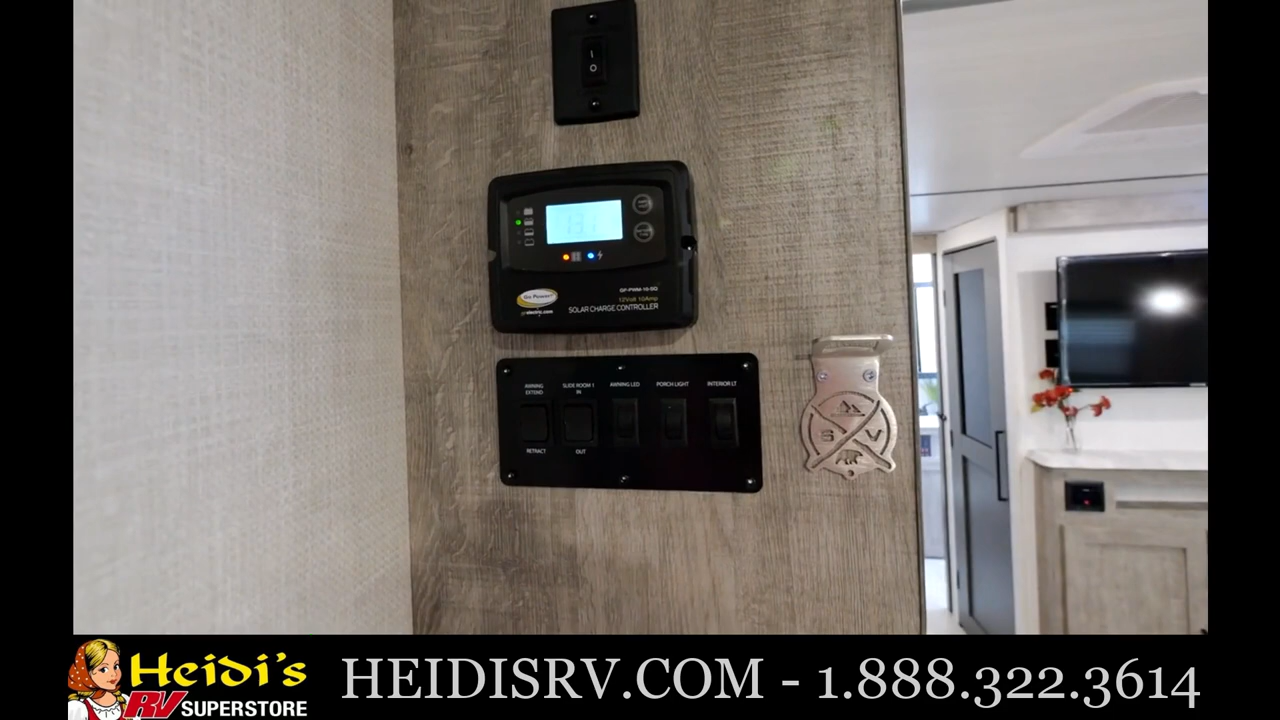 13.1
Go Power!
GP-PWM-10-SQ
12Volt 10Amp
SOLAR CHARGE CONTROLLER
AWNING EXTEND
SLIDE ROOM 1 IN
AWNING LED
PORCH LIGHT
INTERIOR LT
RETRACT
OUT
S V
Heidi's
RV SUPERSTORE
HEIDISRV.COM - 1.888.322.3614